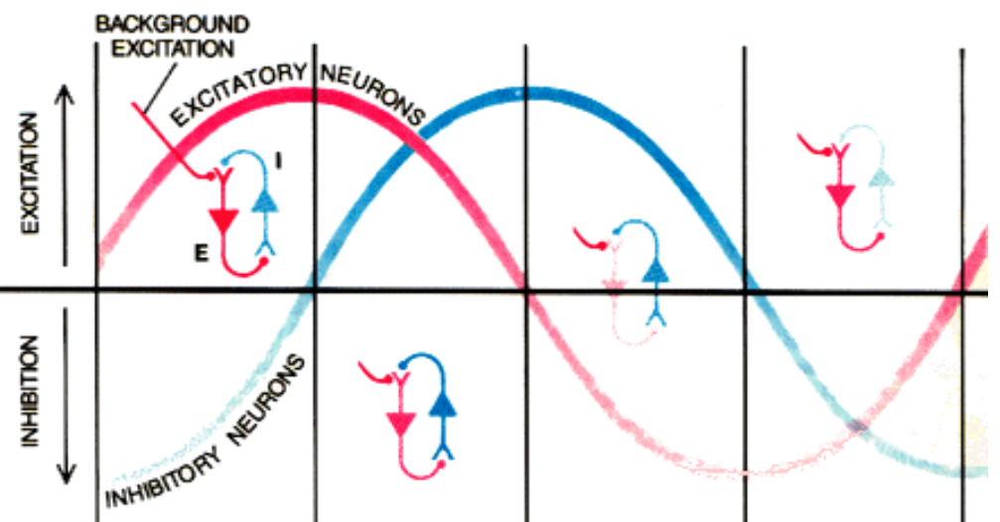 BACKGROUND
EXCITATION
EXCITATORY NEURONS
EXCITATION
I
E
INHIBITION
INHIBITORY NEURONS